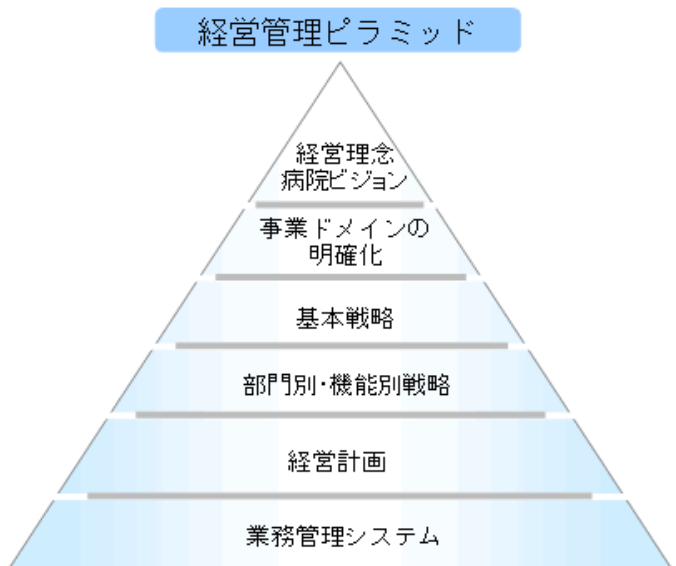 経営管理ピラミッド
経営理念
病院ビジョン
事業ドメインの
明確化
基本戦略
部門別・機能別戦略
経営計画
業務管理システム